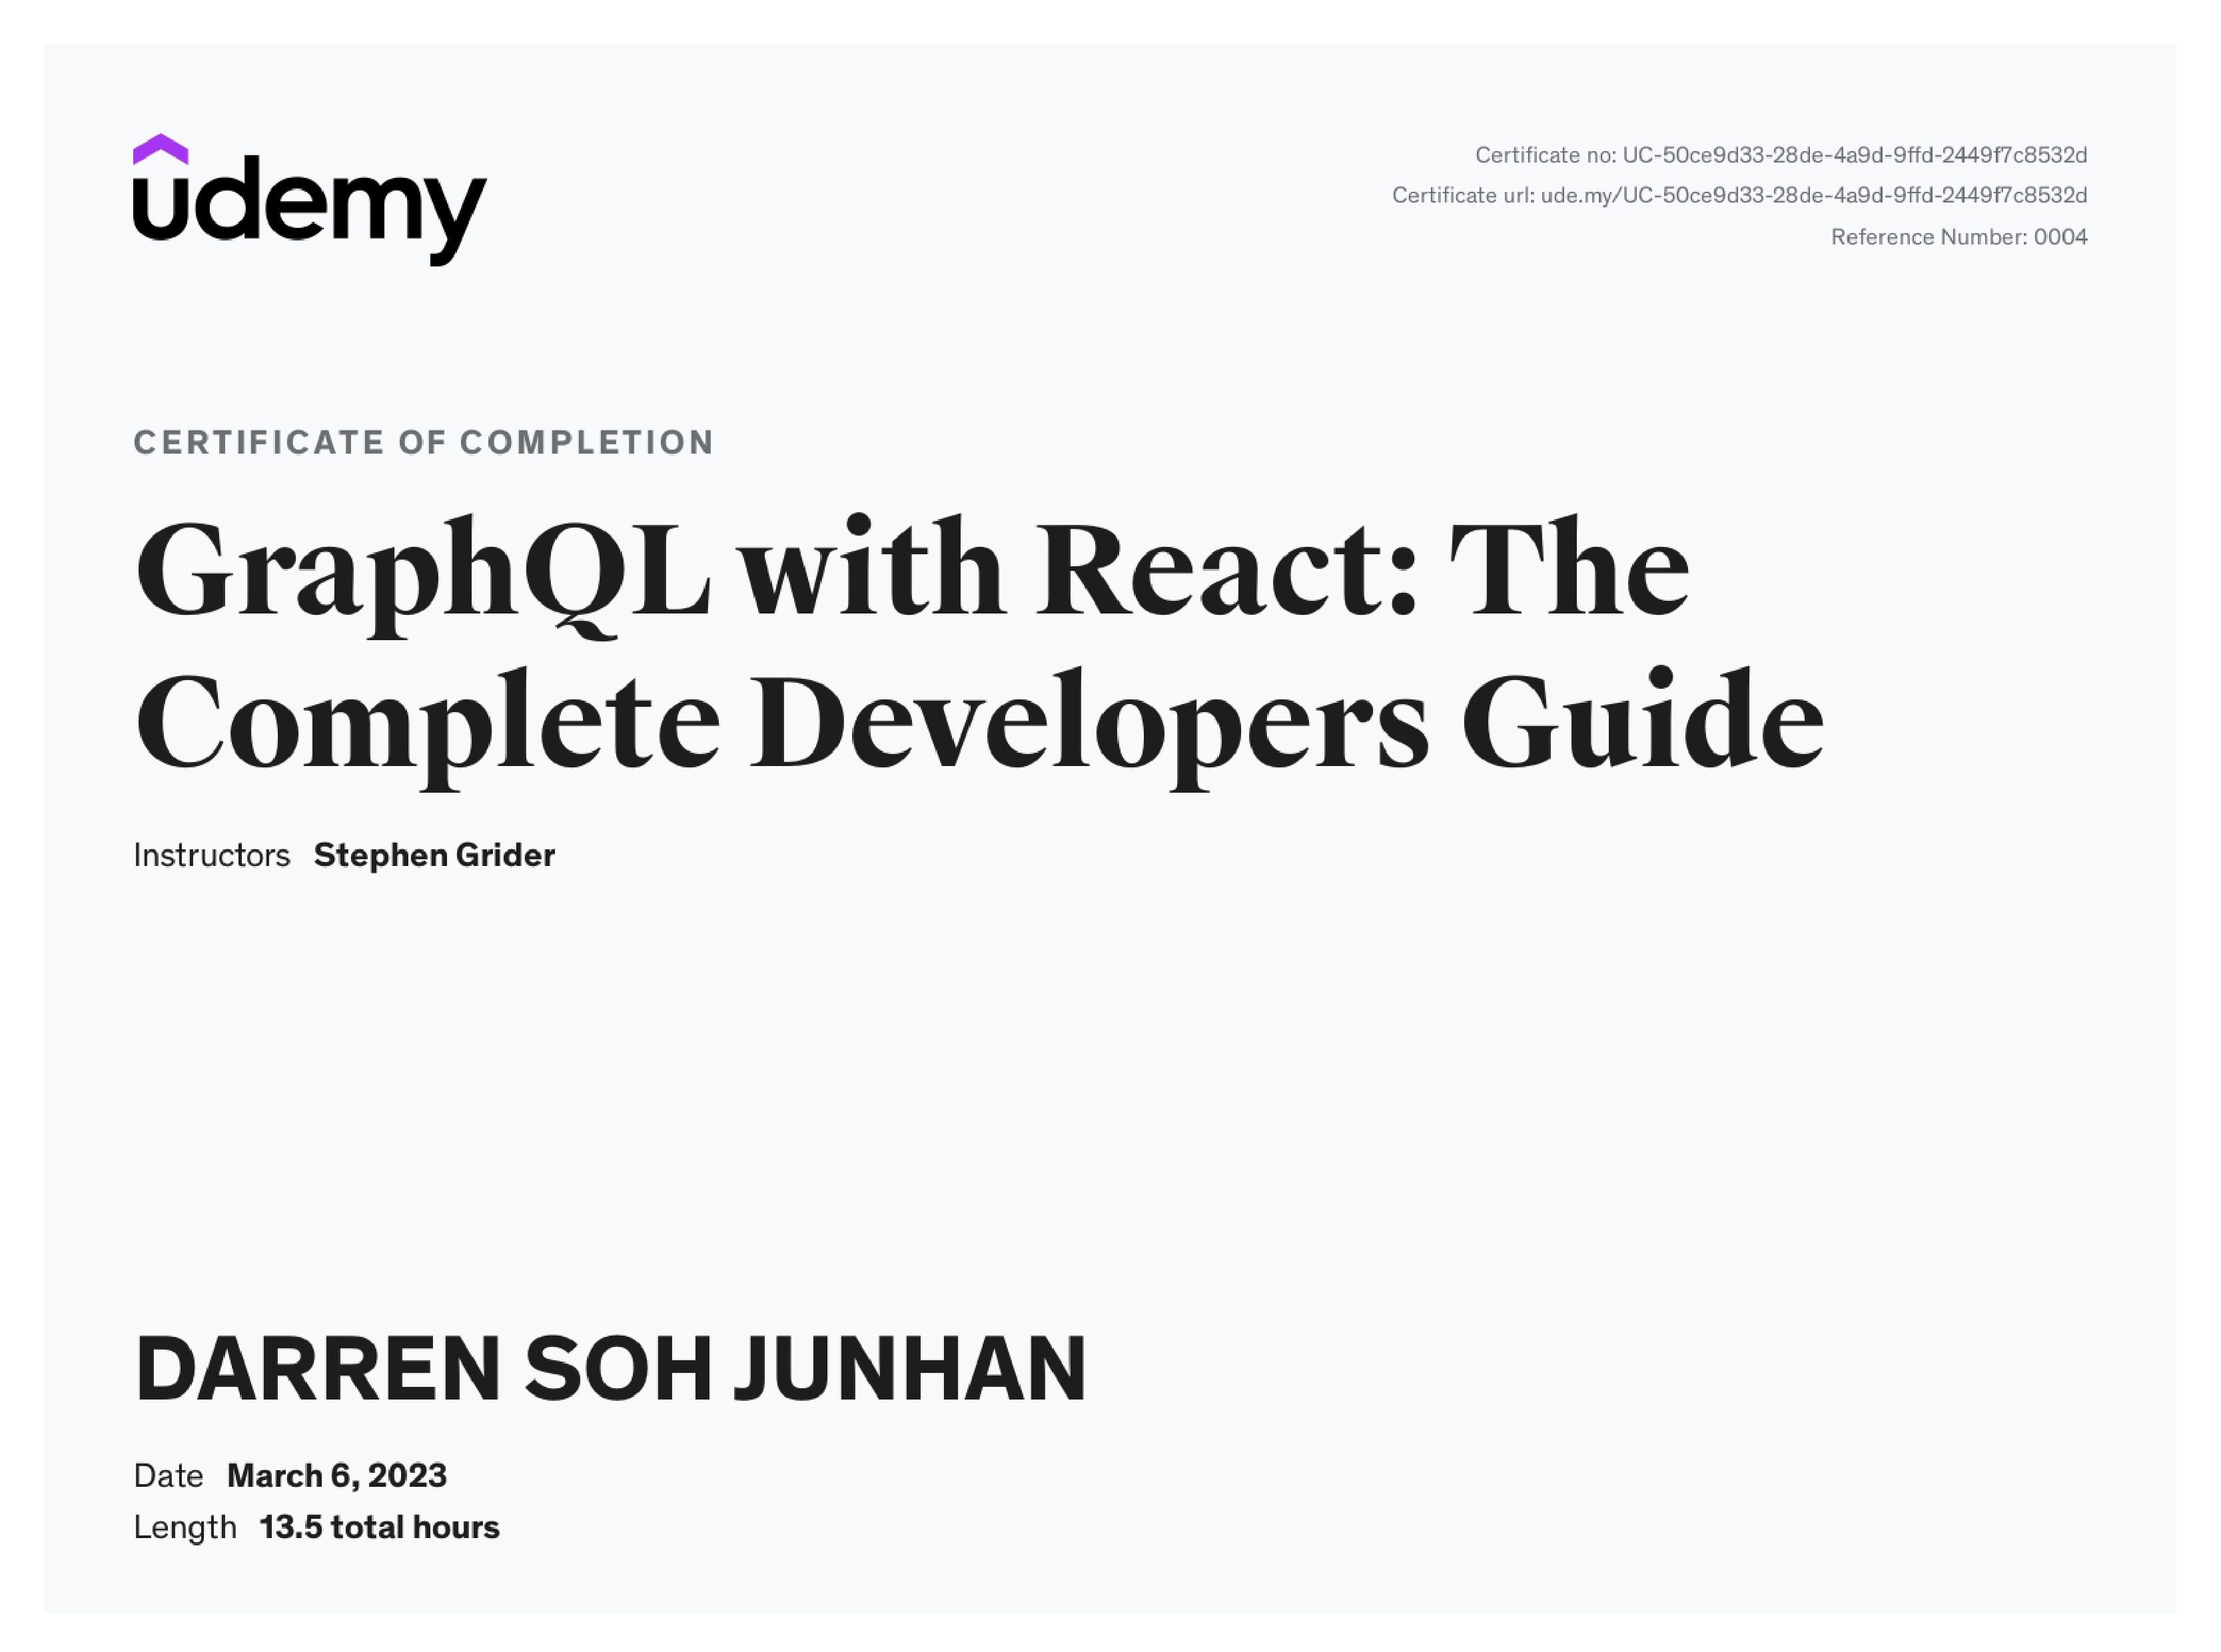 udemy
Certificate no: UC-50ce9d33-28de-4a9d-9ffd-2449f7c8532d
Certificate url: ude.my/UC-50ce9d33-28de-4a9d-9ffd-2449f7c8532d
Reference Number: 0004
CERTIFICATE OF COMPLETION
GraphQL with React: The
Complete Developers Guide
Instructors Stephen Grider
DARREN SOH JUNHAN
Date March 6, 2023
Length 13.5 total hours